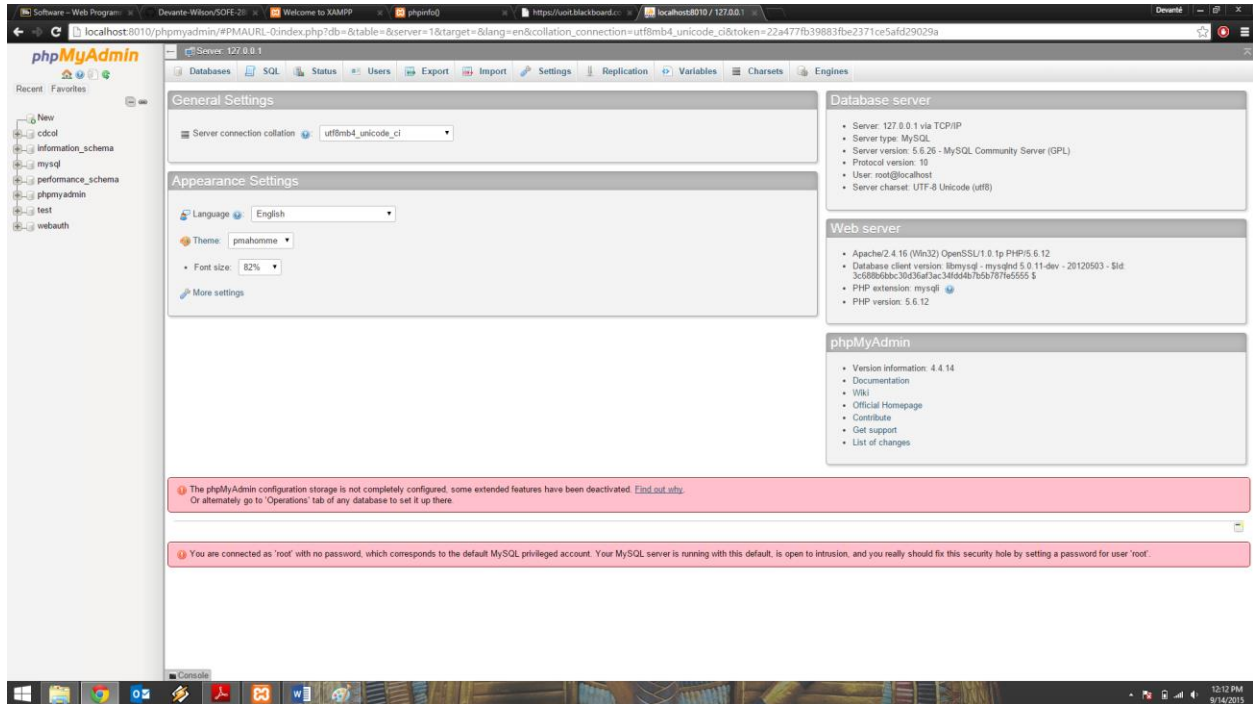 Software – Web Program
Devante-Wilson/SOFE-28
Welcome to XAMPP
phpinfo()
https://uoit.blackboard.co
localhost:8010 / 127.0.0.1
Devanté
localhost:8010/phpmyadmin/#PMAURL-0:index.php?db=&table=&server=1&target=&lang=en&collation_connection=utf8mb4_unicode_ci&token=22a477fb39883fbe2371ce5afd29029a
phpMyAdmin
Recent Favorites
New
cdcol
information_schema
mysql
performance_schema
phpmyadmin
test
webauth
Server: 127.0.0.1
Databases SQL Status Users Export Import Settings Replication Variables Charsets Engines
General Settings
Server connection collation : utf8mb4_unicode_ci
Appearance Settings
Language : English
Theme: pmahomme
• Font size: 82%
More settings
Database server
• Server: 127.0.0.1 via TCP/IP
• Server type: MySQL
• Server version: 5.6.26 - MySQL Community Server (GPL)
• Protocol version: 10
• User: root@localhost
• Server charset: UTF-8 Unicode (utf8)
Web server
• Apache/2.4.16 (Win32) OpenSSL/1.0.1p PHP/5.6.12
• Database client version: libmysql - mysqlnd 5.0.11-dev - 20120503 - $Id:
3c688b6bbc30d36af3ac34fdd4b7b5b787fe5555 $
• PHP extension: mysqli
• PHP version: 5.6.12
phpMyAdmin
• Version information: 4.4.14
• Documentation
• Wiki
• Official Homepage
• Contribute
• Get support
• List of changes
The phpMyAdmin configuration storage is not completely configured, some extended features have been deactivated. Find out why.
Or alternately go to 'Operations' tab of any database to set it up there.
You are connected as 'root' with no password, which corresponds to the default MySQL privileged account. Your MySQL server is running with this default, is open to intrusion, and you really should fix this security hole by setting a password for user 'root'.
Console
12:12 PM
9/14/2015